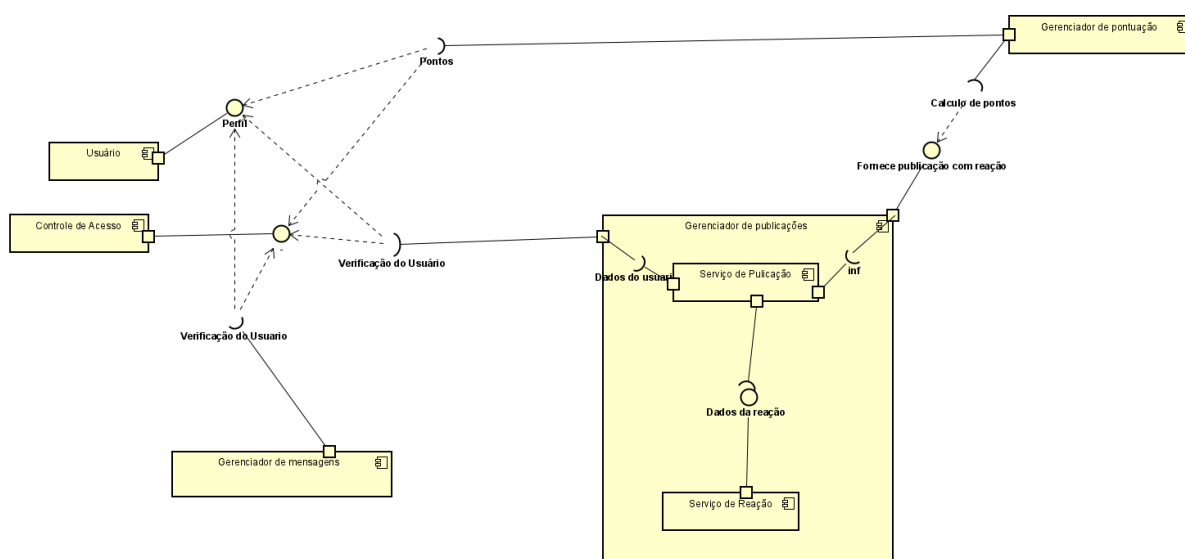 Gerenciador de pontuação
Pontos
Calculo de pontos
Perfil
Usuário
Fornece publicação com reação
Controle de Acesso
Gerenciador de publicações
Verificação do Usuário
Dados do usuari
Serviço de Pulicação
inf
Verificação do Usuario
Dados da reação
Gerenciador de mensagens
Serviço de Reação